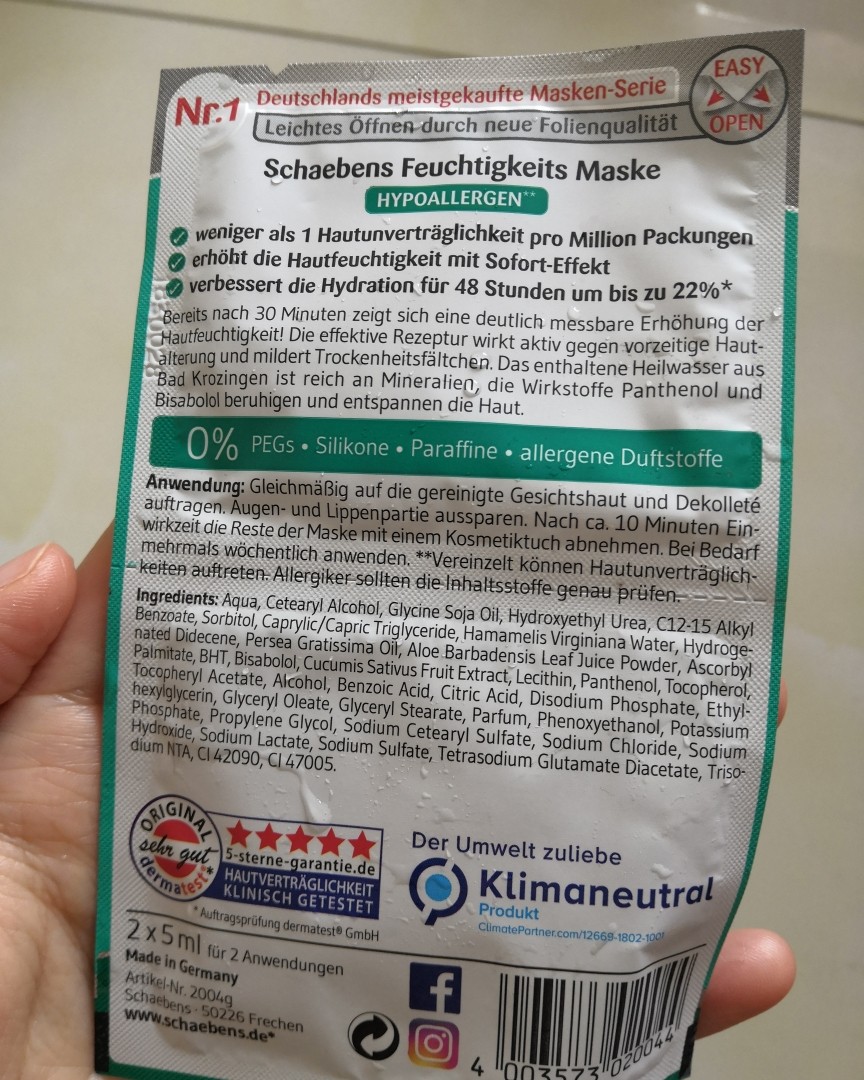 Nr.1 Deutschlands meistgekaufte Masken-Serie
EASY
OPEN
Leichtes Öffnen durch neue Folienqualität
Schaebens Feuchtigkeits Maske
HYPOALLERGEN**
weniger als 1 Hautunverträglichkeit pro Million Packungen
erhöht die Hautfeuchtigkeit mit Sofort-Effekt
verbessert die Hydration für 48 Stunden um bis zu 22%*
Bereits nach 30 Minuten zeigt sich eine deutlich messbare Erhöhung der
Hautfeuchtigkeit! Die effektive Rezeptur wirkt aktiv gegen vorzeitige Haut-
alterung und mildert Trockenheitsfältchen. Das enthaltene Heilwasser aus
Bad Krozingen ist reich an Mineralien, die Wirkstoffe Panthenol und
Bisabolol beruhigen und entspannen die Haut.
0% PEGs • Silikone • Paraffine • allergene Duftstoffe
Anwendung: Gleichmäßig auf die gereinigte Gesichtshaut und Dekolleté
auftragen. Augen- und Lippenpartie aussparen. Nach ca. 10 Minuten Ein-
wirkzeit die Reste der Maske mit einem Kosmetiktuch abnehmen. Bei Bedarf
mehrmals wöchentlich anwenden. **Vereinzelt können Hautunverträglich-
keiten auftreten. Allergiker sollten die Inhaltsstoffe genau prüfen.
Ingredients: Aqua, Cetearyl Alcohol, Glycine Soja Oil, Hydroxyethyl Urea, C12-15 Alkyl
Benzoate, Sorbitol, Caprylic/Capric Triglyceride, Hamamelis Virginiana Water, Hydroge-
nated Didecene, Persea Gratissima Oil, Aloe Barbadensis Leaf Juice Powder, Ascorbyl
Palmitate, BHT, Bisabolol, Cucumis Sativus Fruit Extract, Lecithin, Panthenol, Tocopherol,
Tocopheryl Acetate, Alcohol, Benzoic Acid, Citric Acid, Disodium Phosphate, Ethyl-
hexylglycerin, Glyceryl Oleate, Glyceryl Stearate, Parfum, Phenoxyethanol, Potassium
Phosphate, Propylene Glycol, Sodium Cetearyl Sulfate, Sodium Chloride, Sodium
Hydroxide, Sodium Lactate, Sodium Sulfate, Tetrasodium Glutamate Diacetate, Triso-
dium NTA, CI 42090, CI 47005.
ORIGINAL
sehr gut
dermatest*
5-sterne-garantie.de
HAUTVERTRÄGLICHKEIT
KLINISCH GETESTET
* Auftragsprüfung dermatest® GmbH
Der Umwelt zuliebe
Klimaneutral
Produkt
ClimatePartner.com/12669-1802-1001
2 x 5 ml für 2 Anwendungen
Made in Germany
Artikel-Nr. 2004g
Schaebens · 50226 Frechen
www.schaebens.de*
4 003573 020044